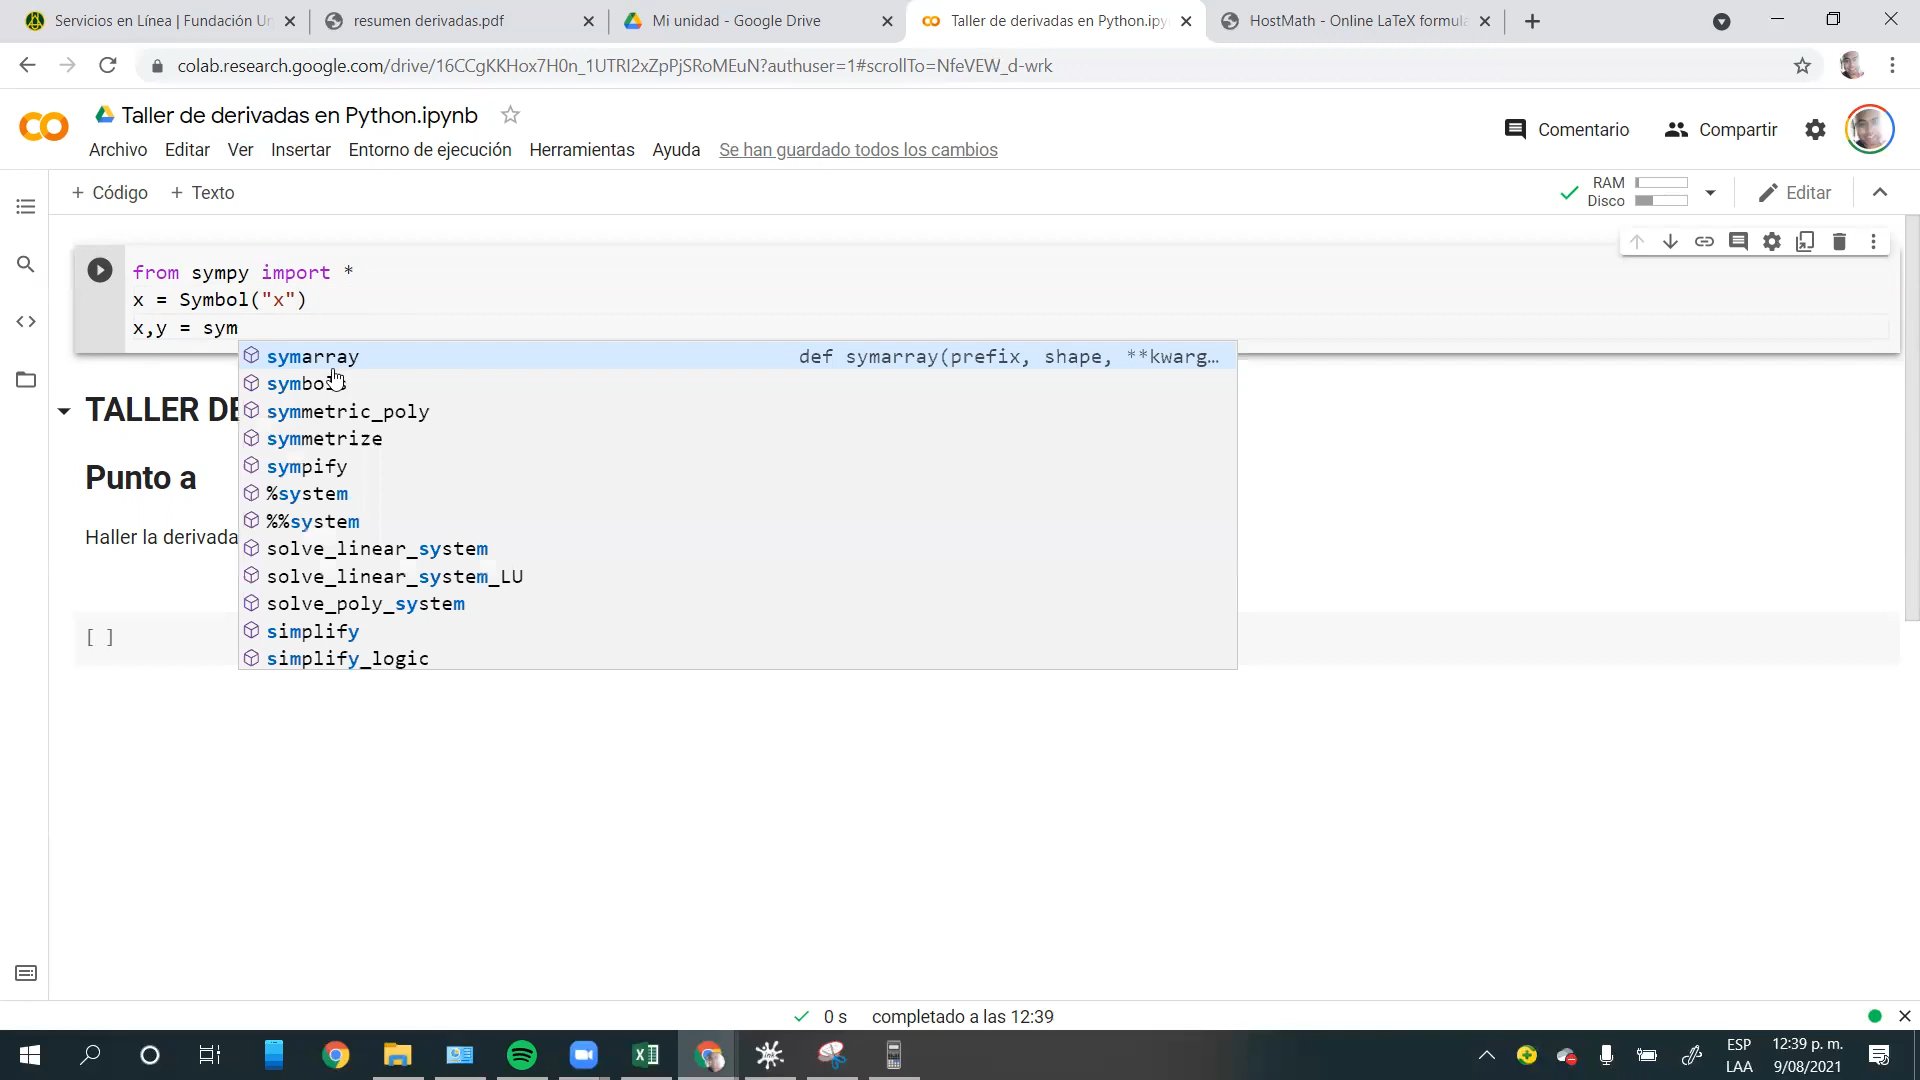 Servicios en Línea | Fundación Un
resumen derivadas.pdf
Mi unidad - Google Drive
Taller de derivadas en Python.ipy
HostMath - Online LaTeX formula
colab.research.google.com/drive/16CCgKKHox7H0n_1UTRI2xZpPjSRoMEuN?authuser=1#scrollTo=NfeVEW_d-wrk
Taller de derivadas en Python.ipynb
Comentario
Compartir
Archivo Editar Ver Insertar Entorno de ejecución Herramientas Ayuda Se han guardado todos los cambios
+ Código + Texto
RAM
Disco
Editar
from sympy import *
x = Symbol("x")
x,y = sym
symarray def symarray(prefix, shape, **kwarg…
symbols
symmetric_poly
TALLER DE
symmetrize
sympify
Punto a
%system
%%system
Haller la derivada
solve_linear_system
solve_linear_system_LU
solve_poly_system
simplify
[ ]
simplify_logic
0 s completado a las 12:39
ESP
LAA
12:39 p. m.
9/08/2021